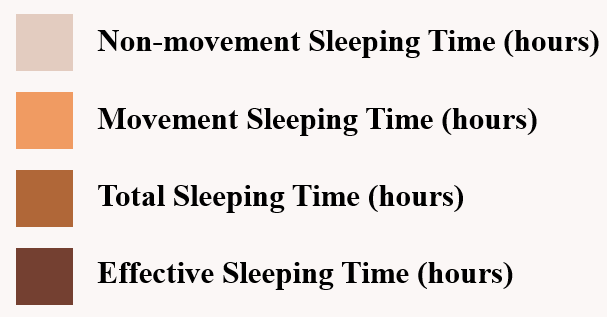 Non-movement Sleeping Time (hours)
Movement Sleeping Time (hours)
Total Sleeping Time (hours)
Effective Sleeping Time (hours)